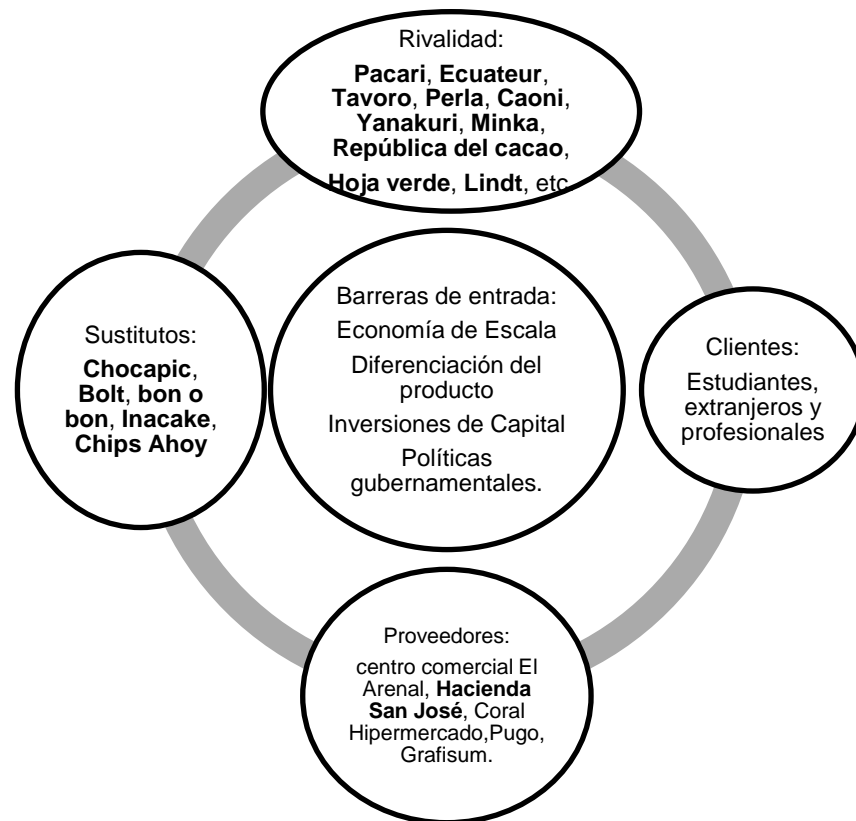 Rivalidad:
Pacari, Ecuateur,
Tavoro, Perla, Caoni,
Yanakuri, Minka,
República del cacao,
Hoja verde, Lindt, etc
Sustitutos:
Chocapic,
Bolt, bon o
bon, Inacake,
Chips Ahoy
Barreras de entrada:
Economía de Escala
Diferenciación del
producto
Inversiones de Capital
Políticas
gubernamentales.
Clientes:
Estudiantes,
extranjeros y
profesionales
Proveedores:
centro comercial El
Arenal, Hacienda
San José, Coral
Hipermercado,Pugo,
Grafisum.